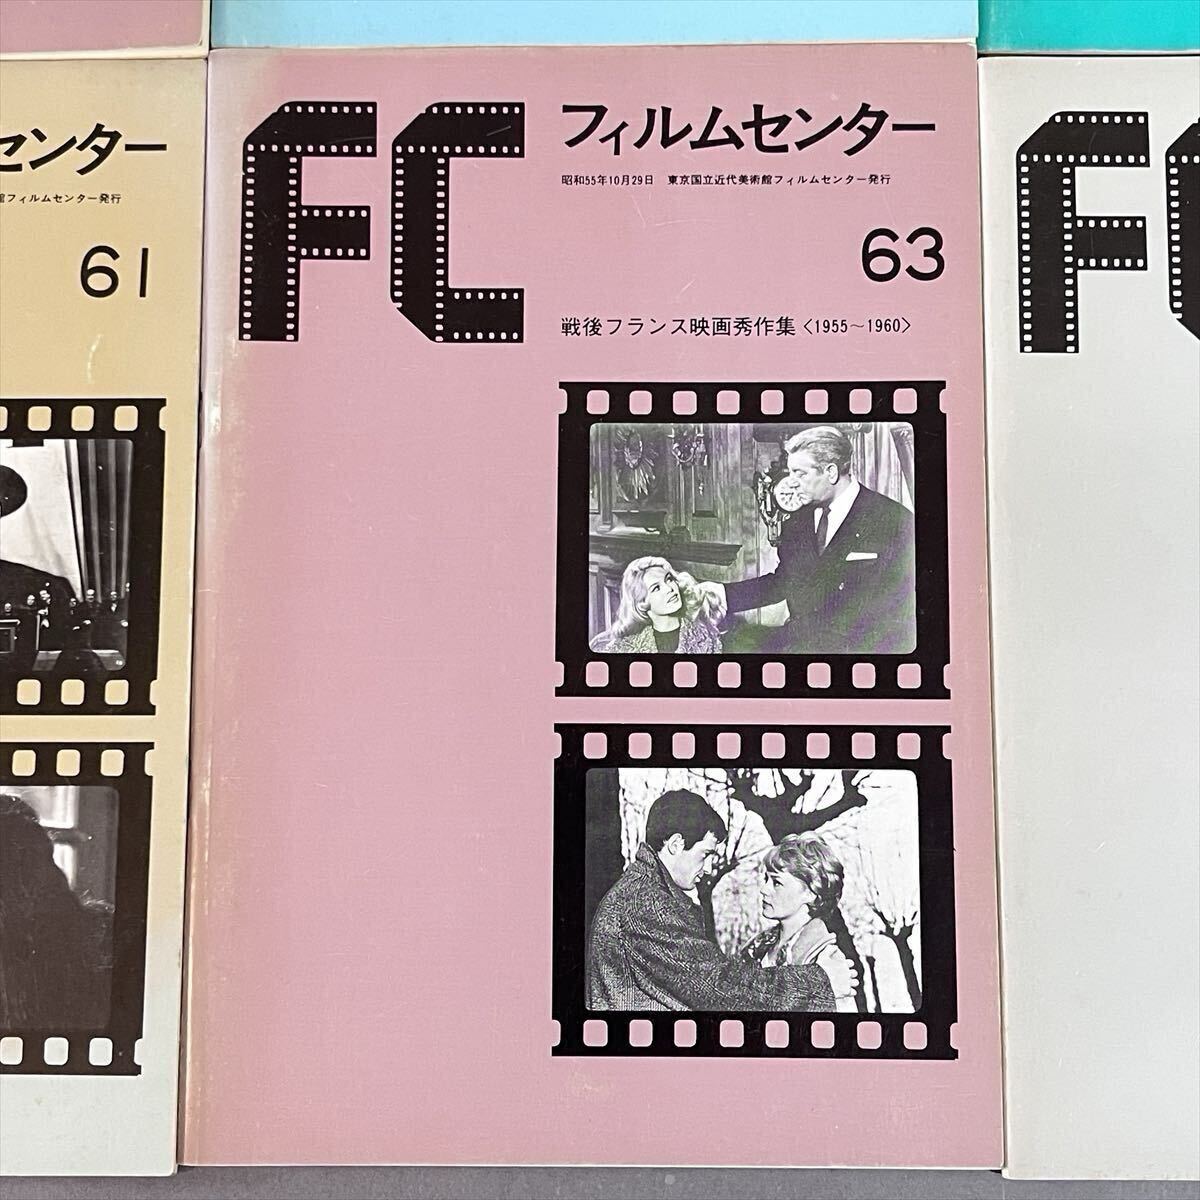 センター
館フィルムセンター発行
61
FC
フィルムセンター
昭和55年10月29日 東京国立近代美術館フィルムセンター発行
63
戦後フランス映画秀作集〈1955～1960〉
F